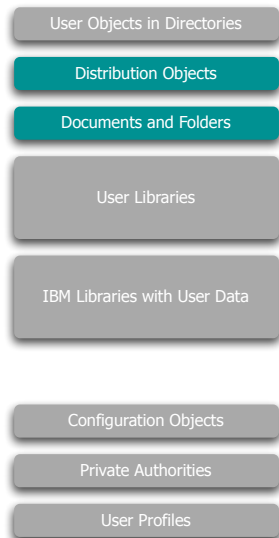 User Objects in Directories
Distribution Objects
Documents and Folders
User Libraries
IBM Libraries with User Data
Configuration Objects
Private Authorities
User Profiles